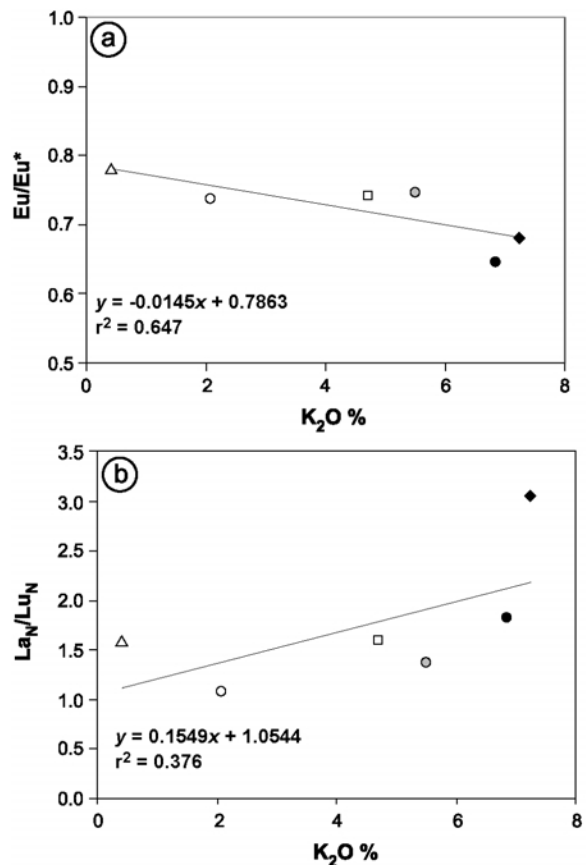 a
1.0
0.9
0.8
0.7
0.6
0.5
Eu/Eu*
y = -0.0145x + 0.7863
r² = 0.647
0 2 4 6 8
K₂O %
b
3.5
3.0
2.5
2.0
1.5
1.0
0.5
0.0
La_N/Lu_N
y = 0.1549x + 1.0544
r² = 0.376
0 2 4 6 8
K₂O %